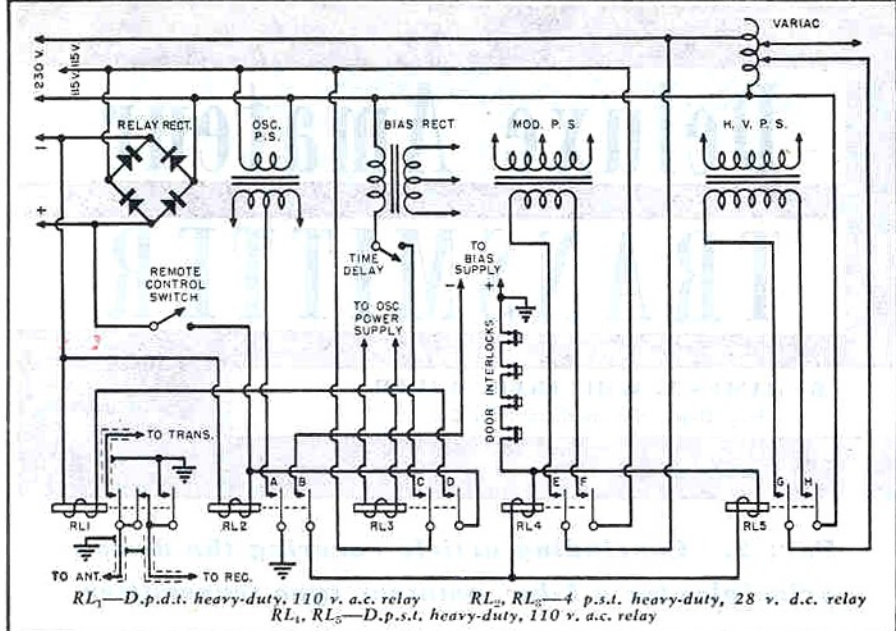 VARIAC
230 v.
115v.
115v.
RELAY RECT.
OSC.
P.S.
BIAS RECT.
MOD. P. S.
H. V. P. S.
−
+
TIME
DELAY
REMOTE
CONTROL
SWITCH
TO
BIAS
SUPPLY
−
+
TO OSC.
POWER
SUPPLY
DOOR INTERLOCKS
TO TRANS.
A
B
C
D
E
F
G
H
RL1
RL2
RL3
RL4
RL5
TO ANT.
TO REC.
RL₁—D.p.d.t. heavy-duty, 110 v. a.c. relay RL₂, RL₃—4 p.s.t. heavy-duty, 28 v. d.c. relay
RL₄, RL₅—D.p.s.t. heavy-duty, 110 v. a.c. relay